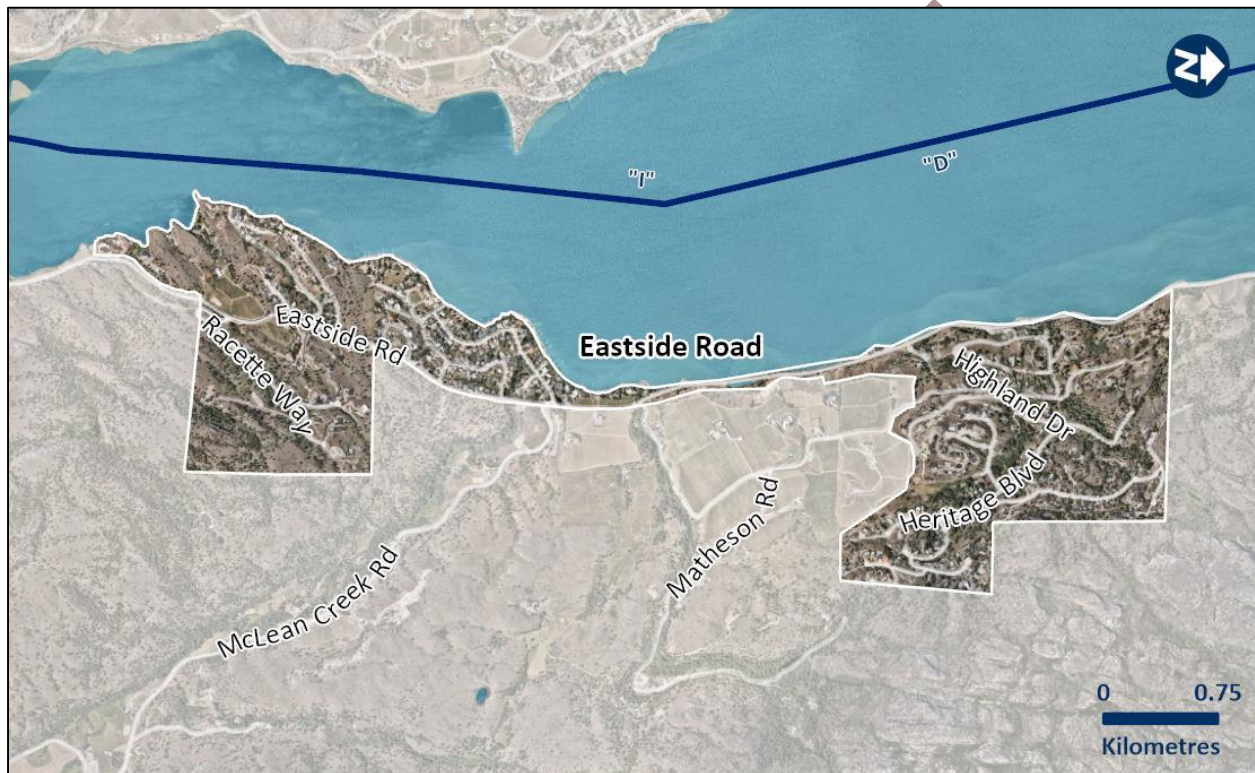 N
"I"
"D"
Eastside Road
Eastside Rd
Racette Way
Highland Dr
Heritage Blvd
Matheson Rd
McLean Creek Rd
0 0.75
Kilometres